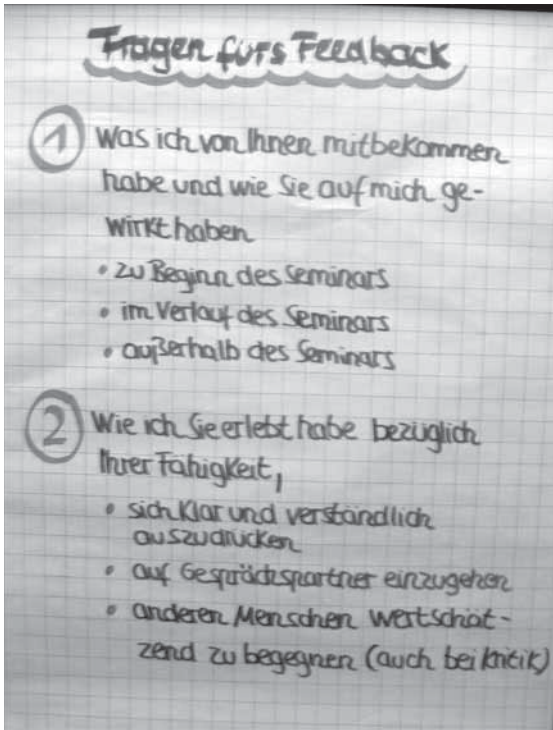 Fragen fürs Feedback
1 Was ich von Ihnen mitbekommen
habe und wie Sie auf mich ge-
wirkt haben
• zu Beginn des Seminars
• im Verlauf des Seminars
• außerhalb des Seminars
2 Wie ich Sie erlebt habe bezüglich
Ihrer Fähigkeit,
• sich klar und verständlich
auszudrücken
• auf Gesprächspartner einzugehen
• anderen Menschen wertschät-
zend zu begegnen (auch bei Kritik)